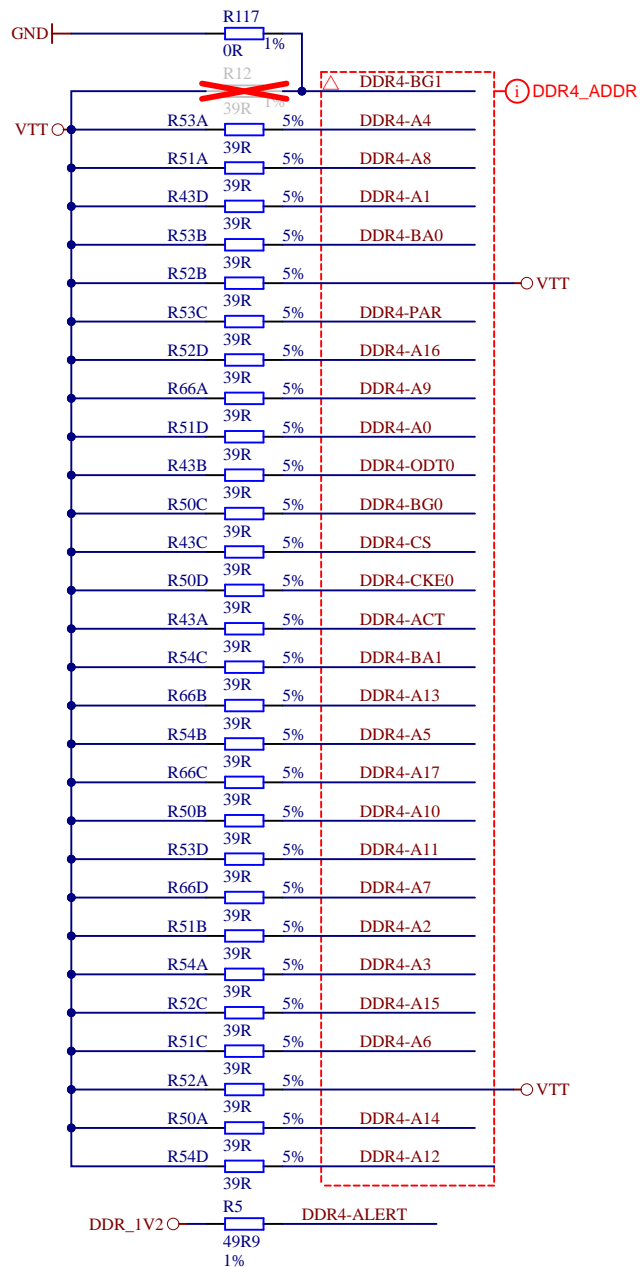 R117
GND
0R 1%
R12
39R 1%
DDR4-BG1
i DDR4_ADDR
VTT
R53A 5% DDR4-A4
39R
R51A 5% DDR4-A8
39R
R43D 5% DDR4-A1
39R
R53B 5% DDR4-BA0
39R
R52B 5% VTT
39R
R53C 5% DDR4-PAR
39R
R52D 5% DDR4-A16
39R
R66A 5% DDR4-A9
39R
R51D 5% DDR4-A0
39R
R43B 5% DDR4-ODT0
39R
R50C 5% DDR4-BG0
39R
R43C 5% DDR4-CS
39R
R50D 5% DDR4-CKE0
39R
R43A 5% DDR4-ACT
39R
R54C 5% DDR4-BA1
39R
R66B 5% DDR4-A13
39R
R54B 5% DDR4-A5
39R
R66C 5% DDR4-A17
39R
R50B 5% DDR4-A10
39R
R53D 5% DDR4-A11
39R
R66D 5% DDR4-A7
39R
R51B 5% DDR4-A2
39R
R54A 5% DDR4-A3
39R
R52C 5% DDR4-A15
39R
R51C 5% DDR4-A6
39R
R52A 5% VTT
39R
R50A 5% DDR4-A14
39R
R54D 5% DDR4-A12
39R
R5
DDR_1V2 DDR4-ALERT
49R9
1%